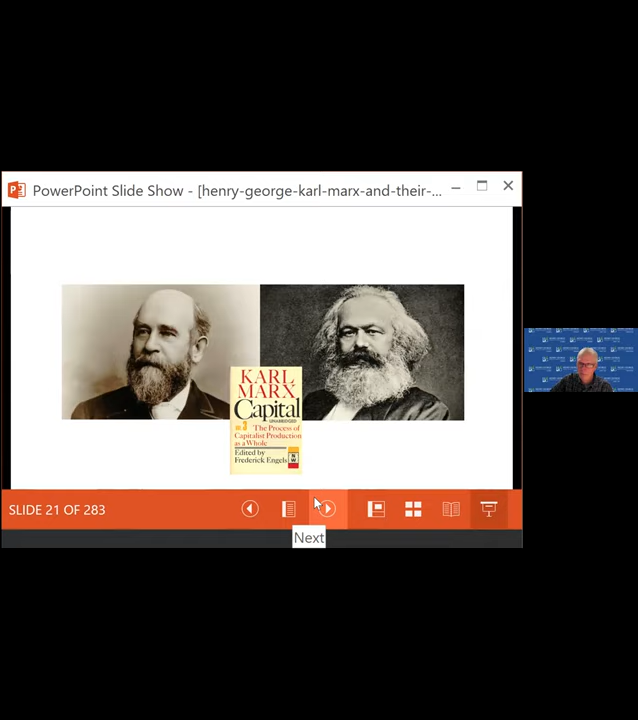 PowerPoint Slide Show - [henry-george-karl-marx-and-their-...
KARL
MARX
Capital
UNABRIDGED
3
The Process of
Capitalist Production
as a Whole
Edited by
Frederick Engels
SLIDE 21 OF 283
Next